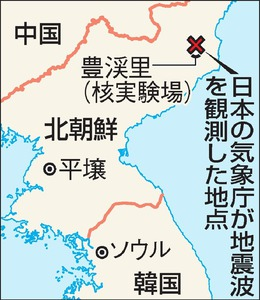 中国
豊渓里
(核実験場)
北朝鮮
平壌
ソウル
韓国
日本の気象庁が地震波
を観測した地点